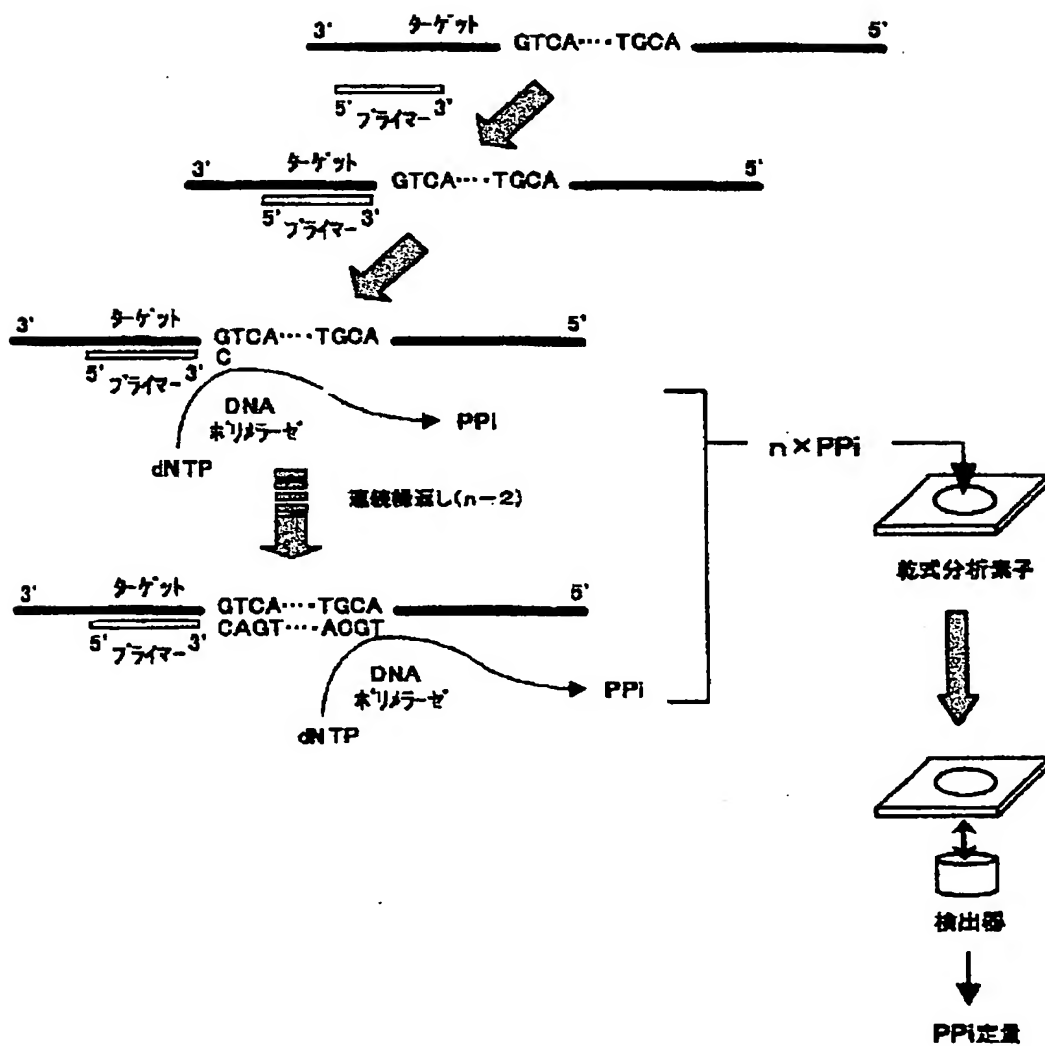 3' ターゲット 5'
GTCA・・・・TGCA
5' プライマー 3'
3' ターゲット 5'
GTCA・・・・TGCA
5' プライマー 3'
3' ターゲット 5'
GTCA・・・・TGCA
C
5' プライマー 3'
DNA
ポリメラーゼ
PPi
dNTP
連続繰返し(n-2)
n×PPi
乾式分析素子
3' ターゲット 5'
GTCA・・・・TGCA
CAGT・・・・ACGT
5' プライマー 3'
DNA
ポリメラーゼ
PPi
dNTP
検出器
PPi定量